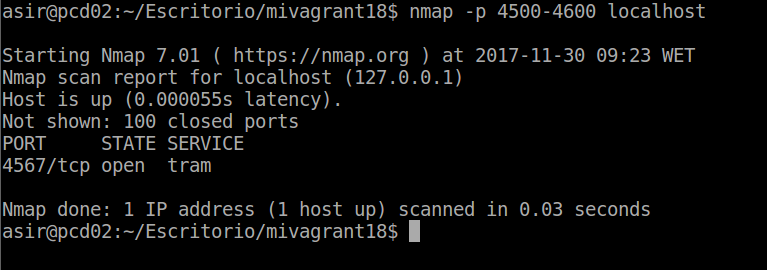 asir@pcd02:~/Escritorio/mivagrant18$ nmap -p 4500-4600 localhost
Starting Nmap 7.01 ( https://nmap.org ) at 2017-11-30 09:23 WET
Nmap scan report for localhost (127.0.0.1)
Host is up (0.000055s latency).
Not shown: 100 closed ports
PORT     STATE SERVICE
4567/tcp open  tram
Nmap done: 1 IP address (1 host up) scanned in 0.03 seconds
asir@pcd02:~/Escritorio/mivagrant18$